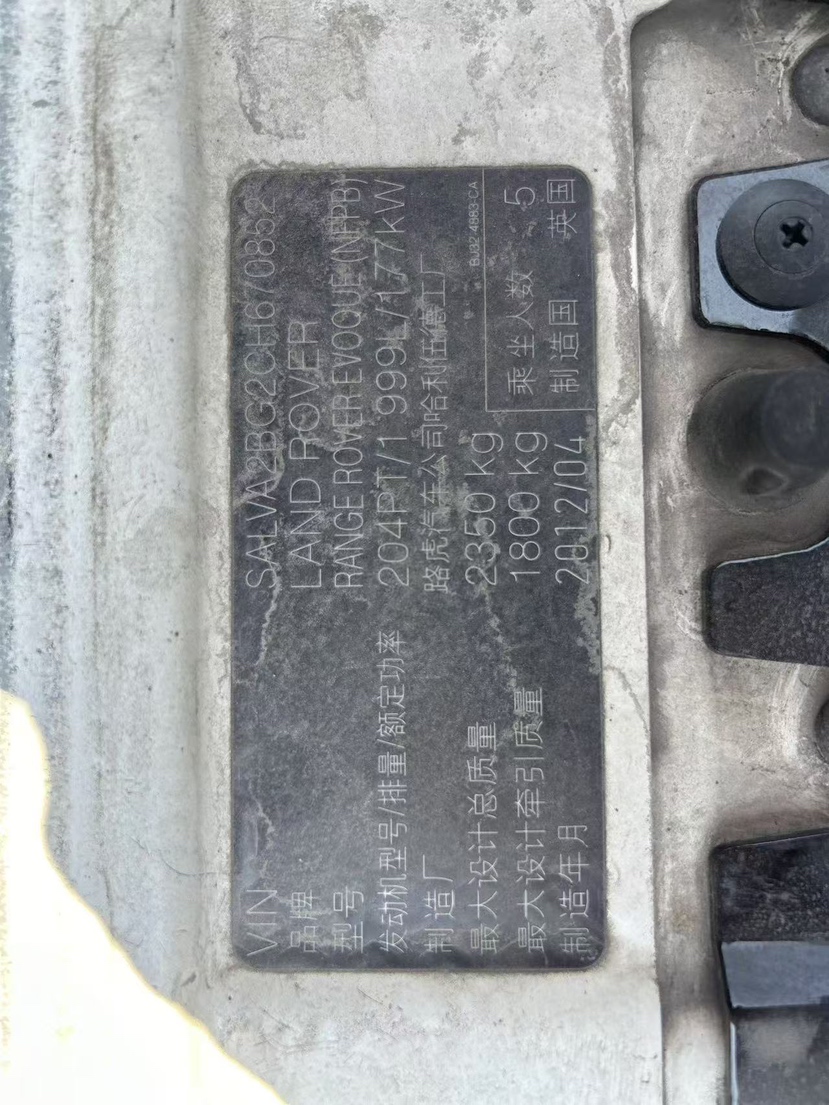 VIN SALVA2BG2CH670852
品牌 LAND ROVER
型号 RANGE ROVER EVOQUE (NFPB)
发动机型号/排量/额定功率 204PT/1.999L/177kW
制造厂 路虎汽车公司哈利伍德工厂
最大设计总质量 2350 kg
最大设计牵引质量 1800 kg
制造年月 2012/04
BJ32-4883-CA
乘坐人数 5
制造国 英国